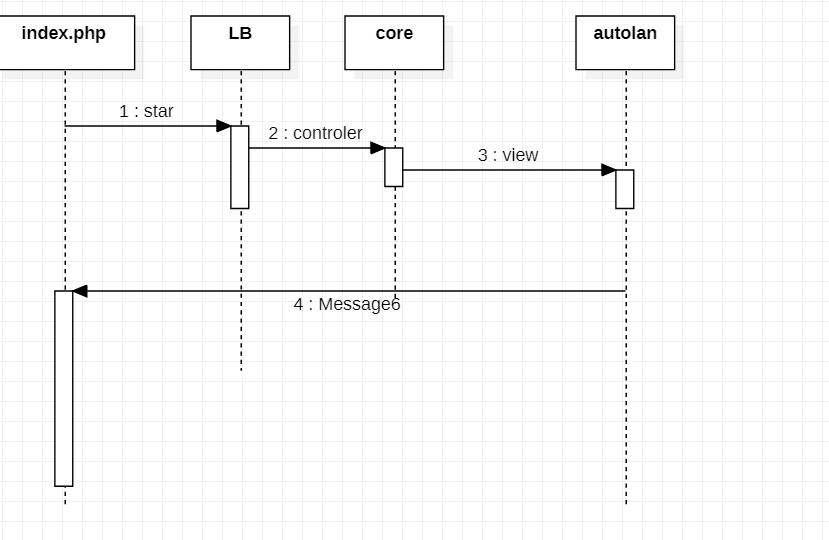 index.php
LB
core
autolan
1 : star
2 : controler
3 : view
4 : Message6